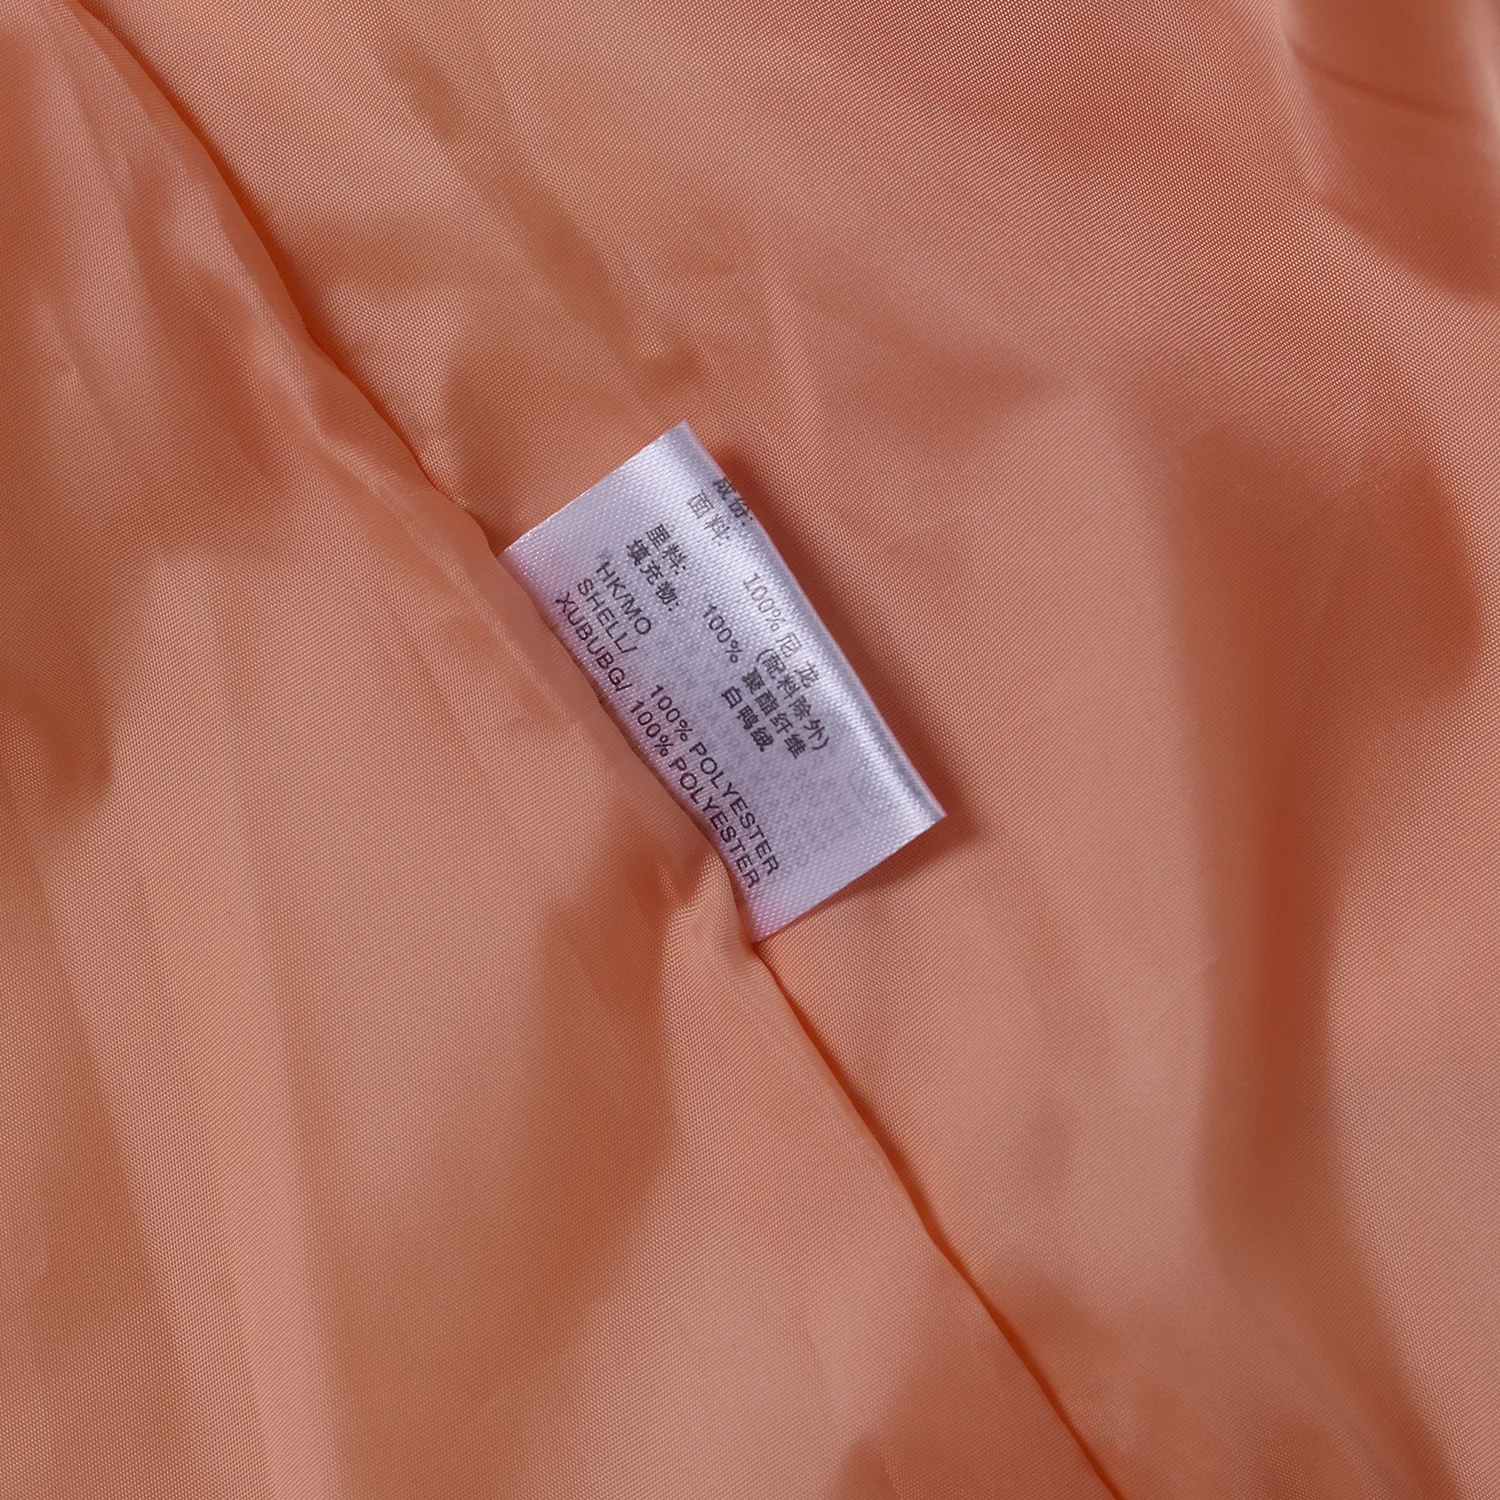 成份:
面料: 100% 尼龙
(配料除外)
里料: 100% 聚酯纤维
填充物: 白鸭绒
HK/MO
SHELL/ 100% POLYESTER
XUBUBG/ 100% POLYESTER